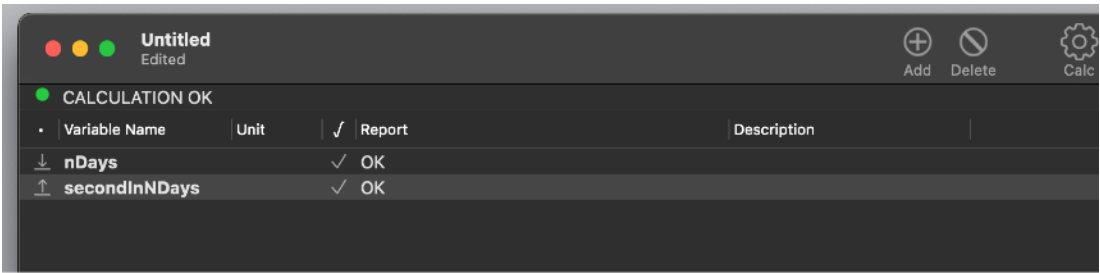 Untitled
Edited
Add Delete Calc
CALCULATION OK
Variable Name Unit Report Description
nDays OK
secondInNDays OK